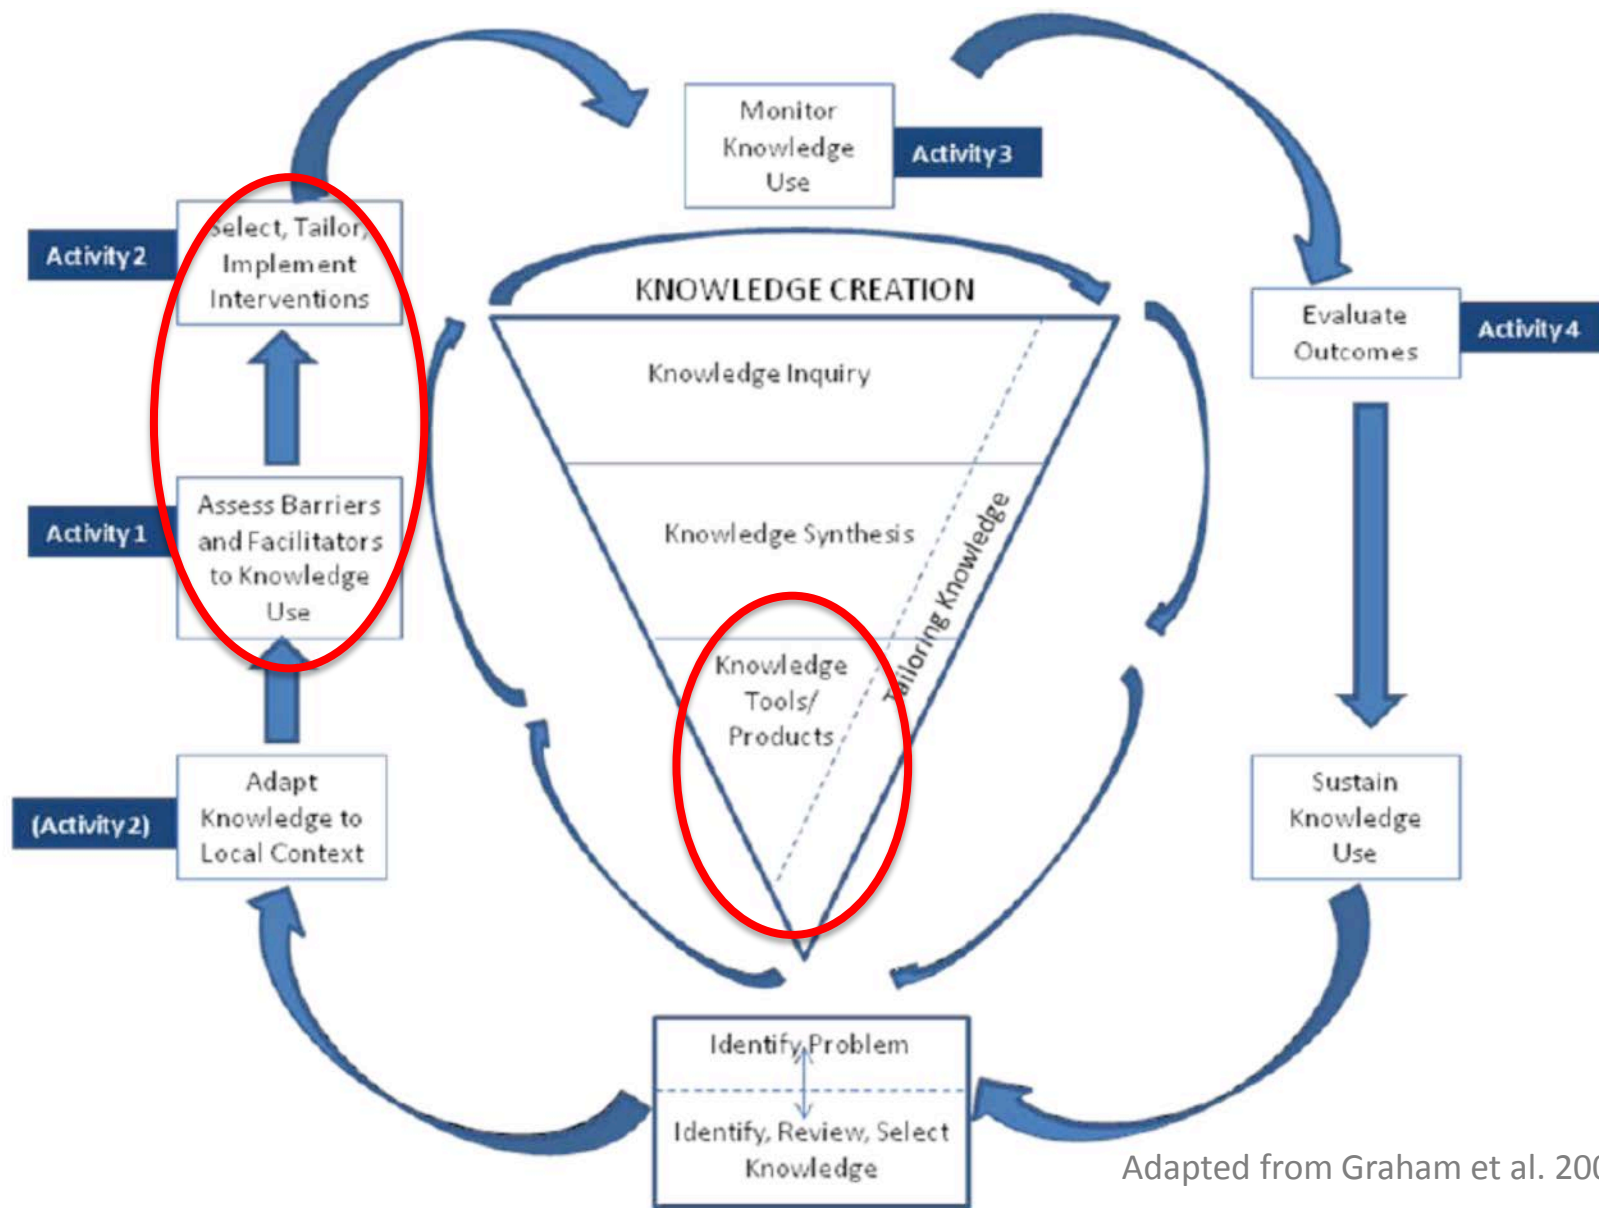 Monitor
Knowledge
Use
Activity 3
Activity 2
Select, Tailor,
Implement
Interventions
KNOWLEDGE CREATION
Evaluate
Outcomes
Activity 4
Knowledge Inquiry
Activity 1
Assess Barriers
and Facilitators
to Knowledge
Use
Knowledge Synthesis
Tailoring Knowledge
Knowledge
Tools/
Products
(Activity 2)
Adapt
Knowledge to
Local Context
Sustain
Knowledge
Use
Identify Problem
Identify, Review, Select
Knowledge
Adapted from Graham et al.